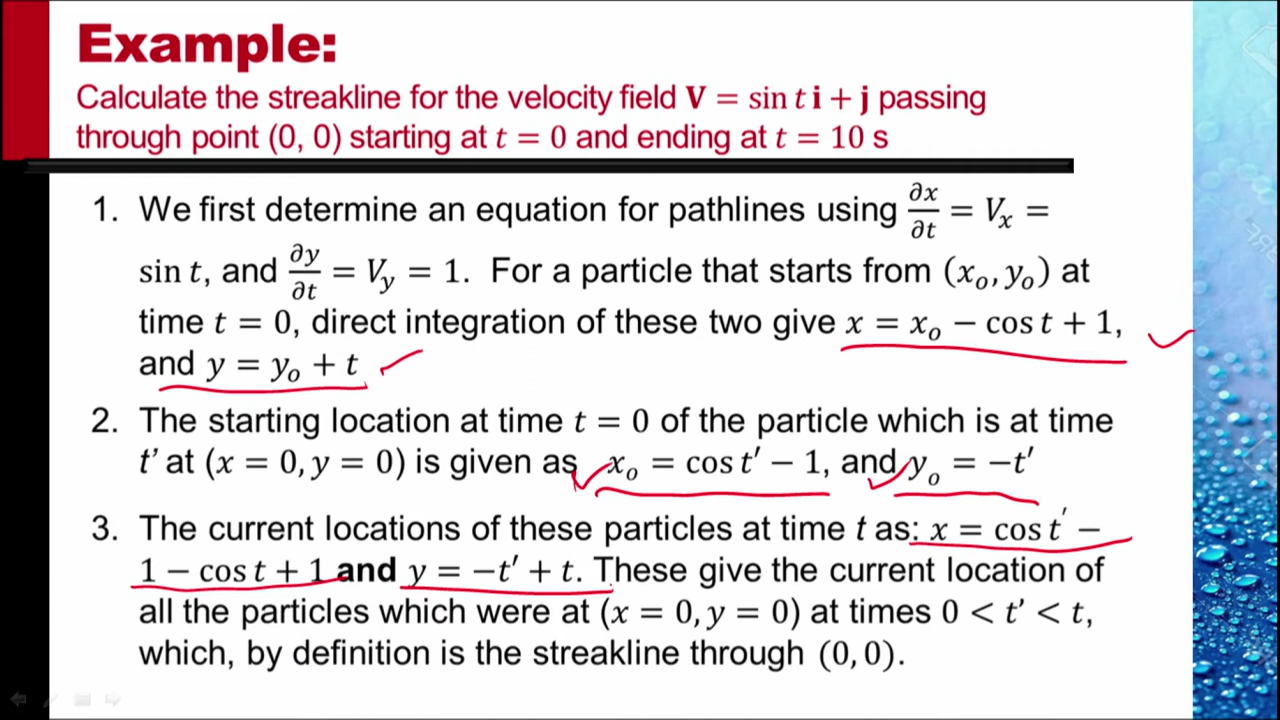 Example:
Calculate the streakline for the velocity field V = sin t i + j passing
through point (0, 0) starting at t = 0 and ending at t = 10 s
1. We first determine an equation for pathlines using ∂x/∂t = Vₓ =
sin t, and ∂y/∂t = V_y = 1. For a particle that starts from (xₒ, yₒ) at
time t = 0, direct integration of these two give x = xₒ − cos t + 1,
and y = yₒ + t
2. The starting location at time t = 0 of the particle which is at time
t’ at (x = 0, y = 0) is given as xₒ = cos t′ − 1, and yₒ = −t′
3. The current locations of these particles at time t as: x = cos t′ −
1 − cos t + 1 and y = −t′ + t. These give the current location of
all the particles which were at (x = 0, y = 0) at times 0 < t’ < t,
which, by definition is the streakline through (0, 0).